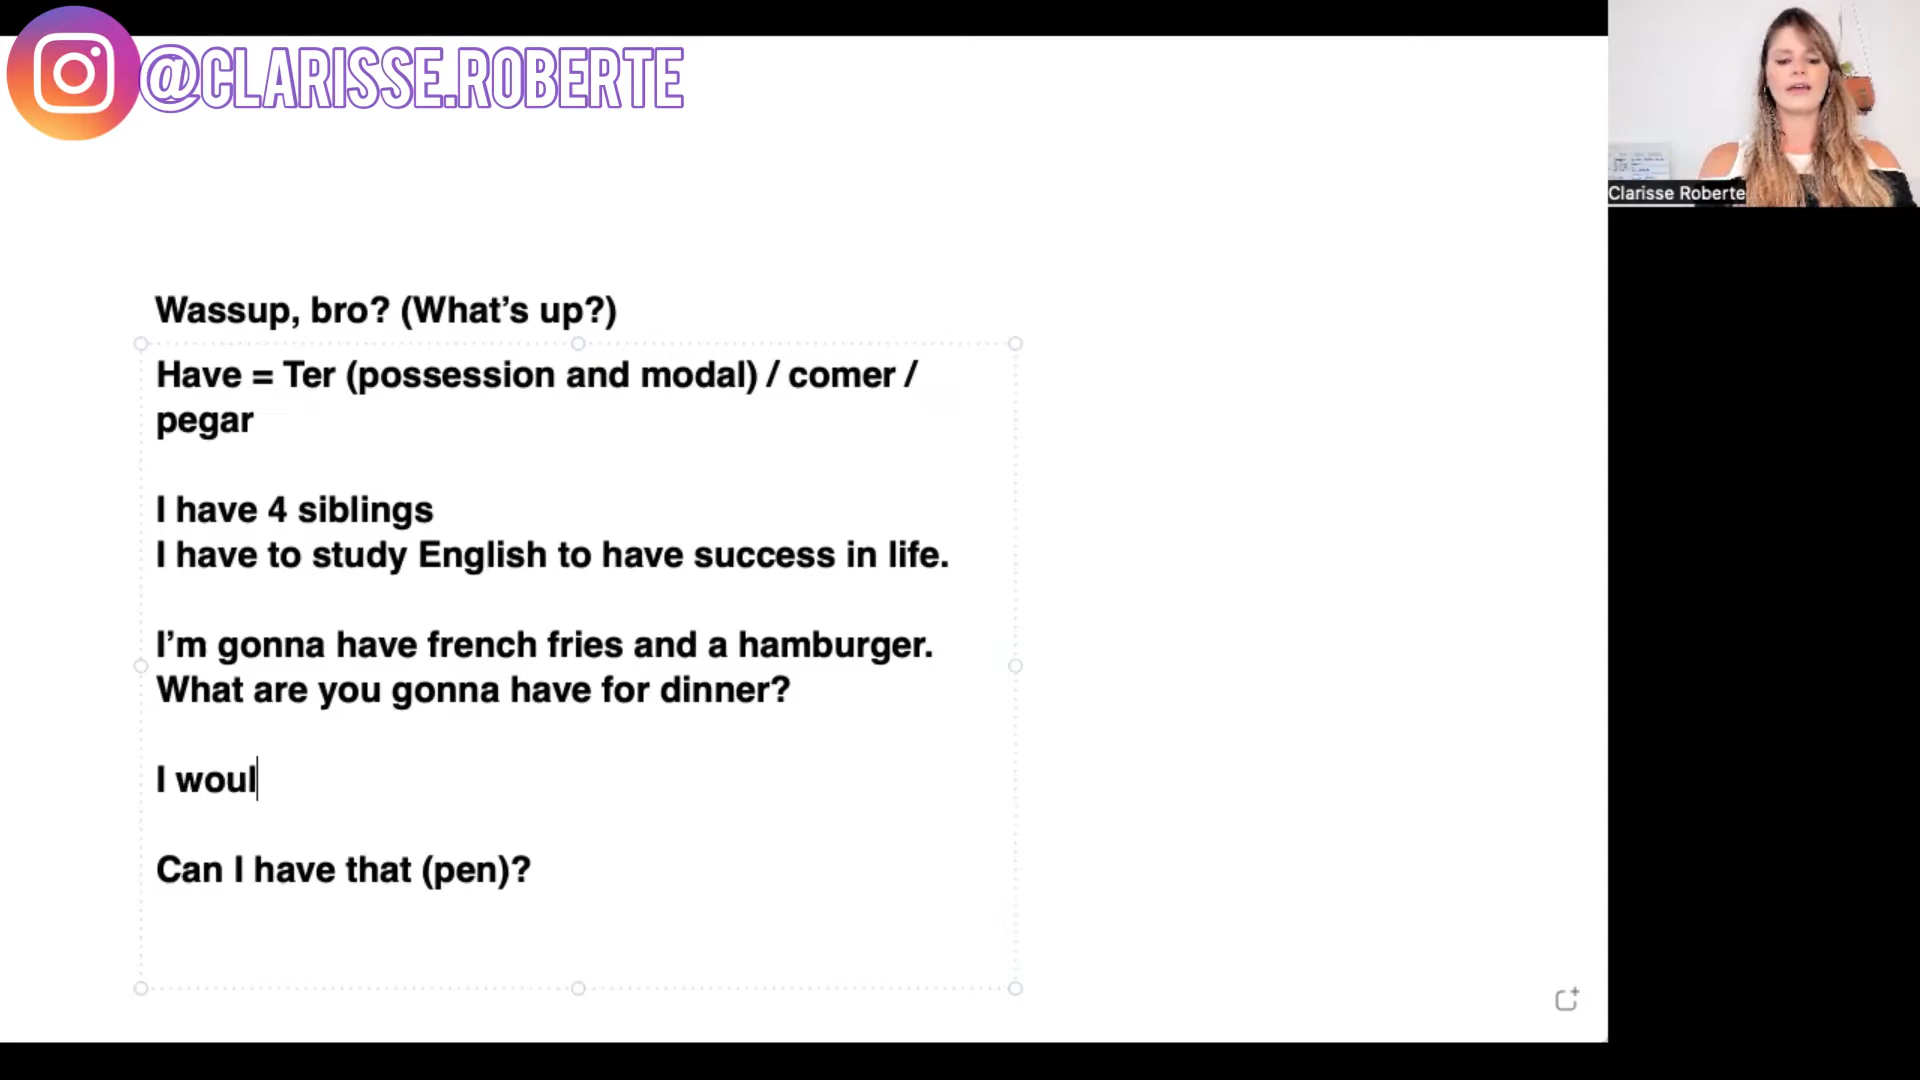 @CLARISSE.ROBERTE
Clarisse Roberte
Wassup, bro? (What’s up?)
Have = Ter (possession and modal) / comer /
pegar
I have 4 siblings
I have to study English to have success in life.
I’m gonna have french fries and a hamburger.
What are you gonna have for dinner?
I woul
Can I have that (pen)?